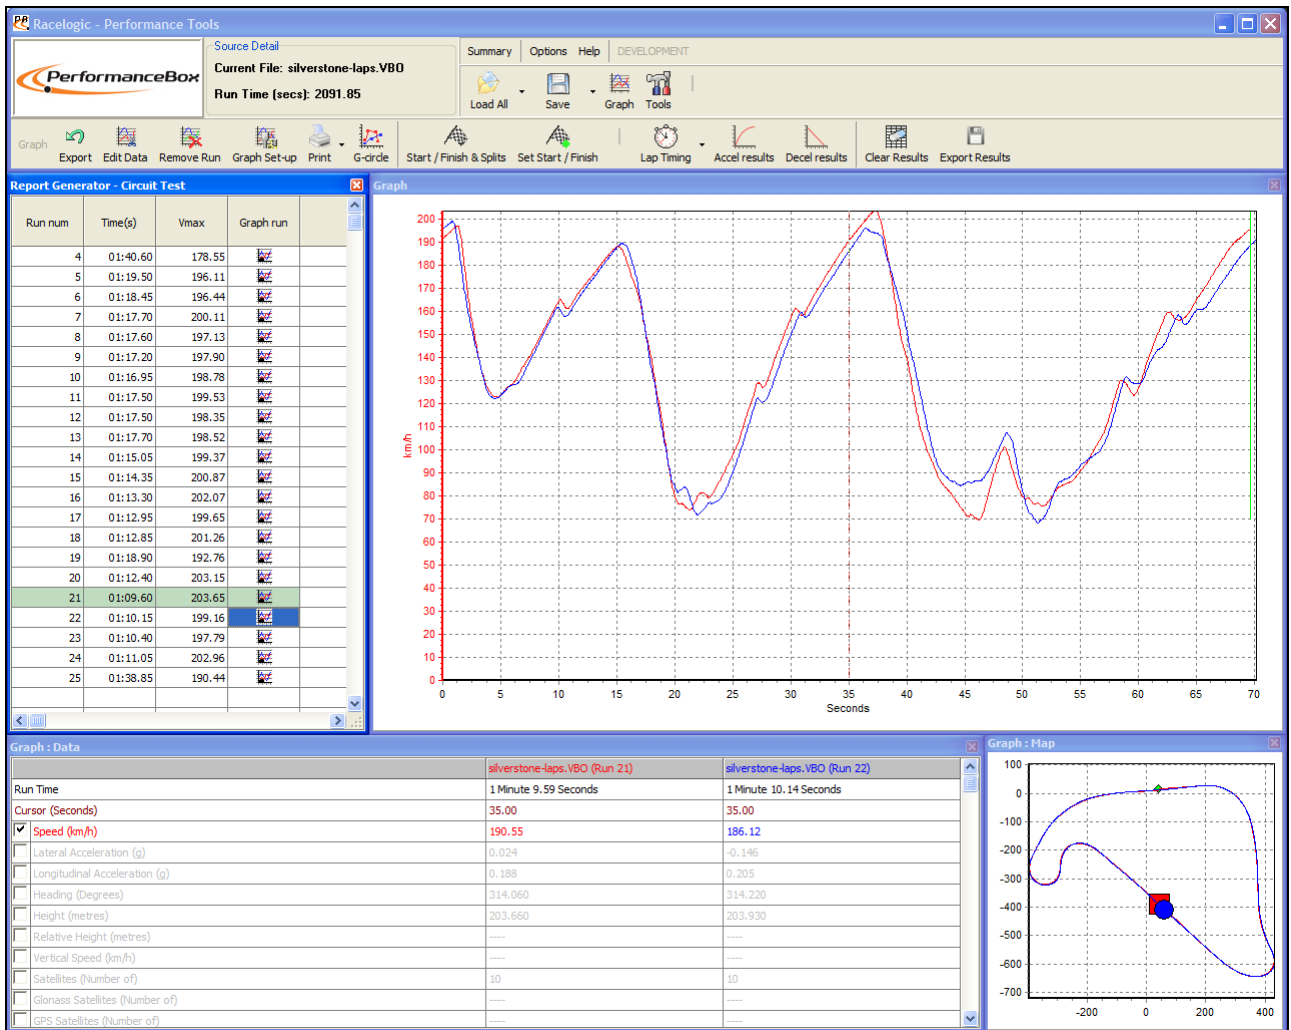 Racelogic - Performance Tools
PerformanceBox
Source Detail
Current File: silverstone-laps.VBO
Run Time (secs): 2091.85
Summary Options Help DEVELOPMENT
Load All Save Graph Tools
Graph Export Edit Data Remove Run Graph Set-up Print G-circle Start / Finish & Splits Set Start / Finish Lap Timing Accel results Decel results Clear Results Export Results
Report Generator - Circuit Test
Run num Time(s) Vmax Graph run
4 01:40.60 178.55
5 01:19.50 196.11
6 01:18.45 196.44
7 01:17.70 200.11
8 01:17.60 197.13
9 01:17.20 197.90
10 01:16.95 198.78
11 01:17.50 199.53
12 01:17.50 198.35
13 01:17.70 198.52
14 01:15.05 199.37
15 01:14.35 200.87
16 01:13.30 202.07
17 01:12.95 199.65
18 01:12.85 201.26
19 01:18.90 192.76
20 01:12.40 203.15
21 01:09.60 203.65
22 01:10.15 199.16
23 01:10.40 197.79
24 01:11.05 202.96
25 01:38.85 190.44
Graph
200
190
180
170
160
150
140
130
120
110
100
90
80
70
60
50
40
30
20
10
0
km/h
0 5 10 15 20 25 30 35 40 45 50 55 60 65 70
Seconds
Graph : Data
silverstone-laps.VBO (Run 21) silverstone-laps.VBO (Run 22)
Run Time 1 Minute 9.59 Seconds 1 Minute 10.14 Seconds
Cursor (Seconds) 35.00 35.00
Speed (km/h) 190.55 186.12
Lateral Acceleration (g) 0.024 -0.146
Longitudinal Acceleration (g) 0.188 0.205
Heading (Degrees) 314.060 314.220
Height (metres) 203.660 203.930
Relative Height (metres) ---- ----
Vertical Speed (km/h) ---- ----
Satellites (Number of) 10 10
Glonass Satellites (Number of) ---- ----
GPS Satellites (Number of) ---- ----
Graph : Map
100
0
-100
-200
-300
-400
-500
-600
-700
-200 0 200 400